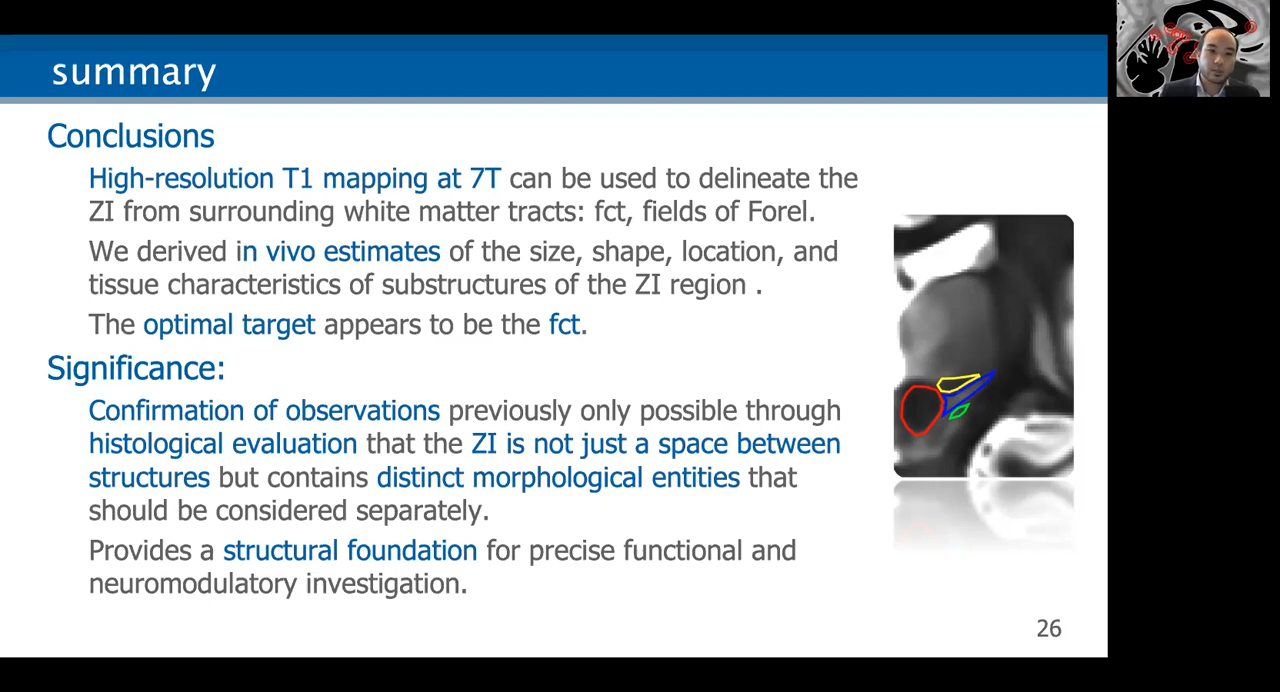 summary
Conclusions
High-resolution T1 mapping at 7T can be used to delineate the
ZI from surrounding white matter tracts: fct, fields of Forel.
We derived in vivo estimates of the size, shape, location, and
tissue characteristics of substructures of the ZI region .
The optimal target appears to be the fct.
Significance:
Confirmation of observations previously only possible through
histological evaluation that the ZI is not just a space between
structures but contains distinct morphological entities that
should be considered separately.
Provides a structural foundation for precise functional and
neuromodulatory investigation.
26